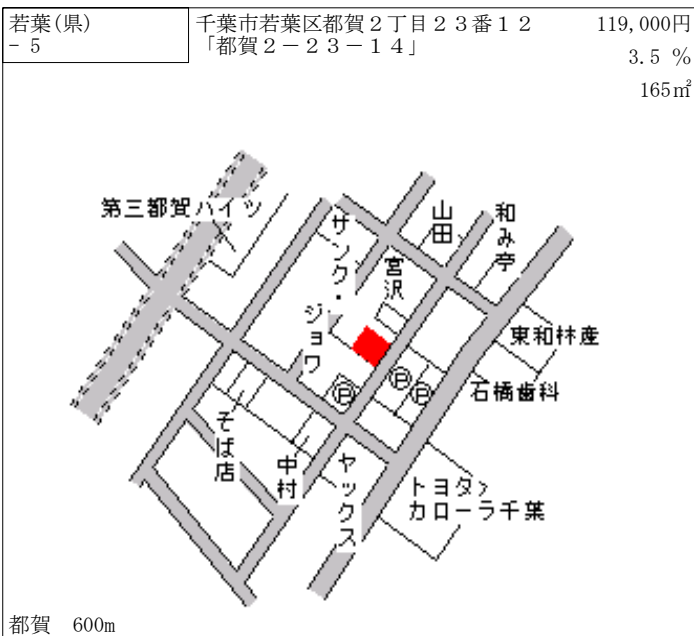 若葉(県)
- 5
千葉市若葉区都賀２丁目２３番１２
「都賀２－２３－１４」
119,000円
3.5 %
165㎡
第三都賀ハイツ
サンク・ジョワ
山田
和み亭
宮沢
東和林産
石橋歯科
Ⓟ
Ⓟ
Ⓟ
そば店
中村
ヤックス
トヨタ
カローラ千葉
都賀 600m